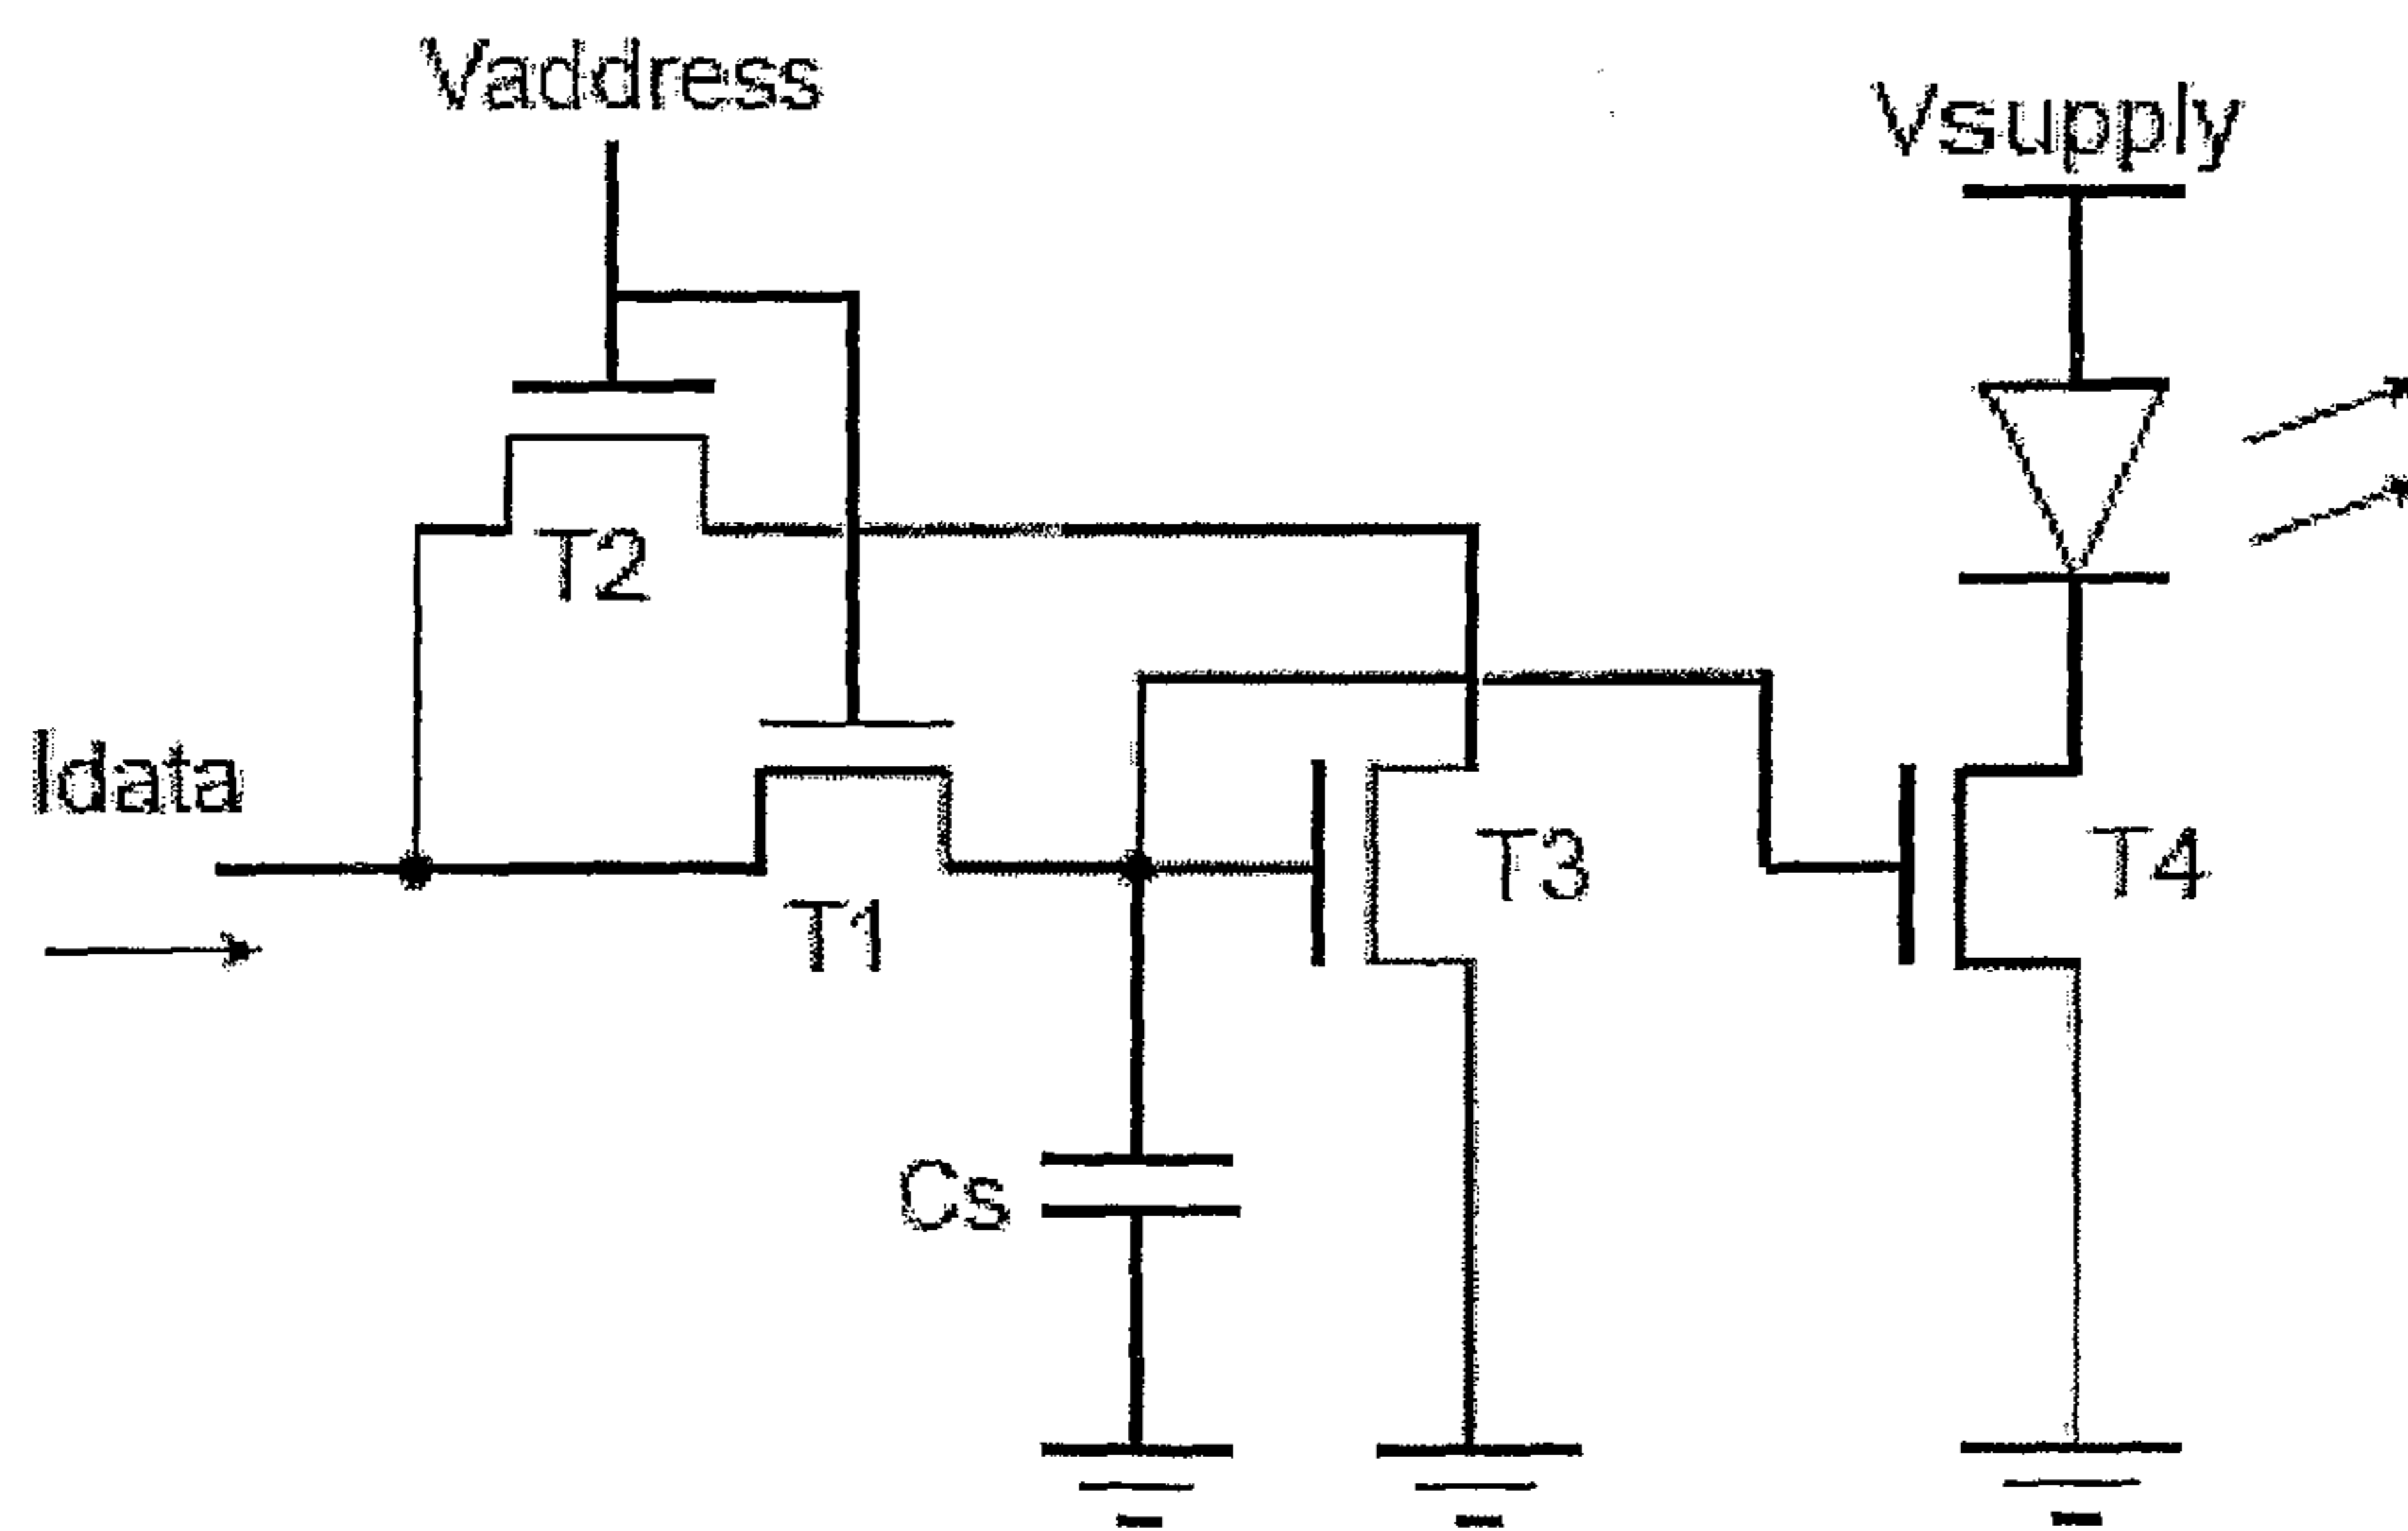 Vaddress
Vsupply
T2
Idata
T3
T4
T1
Cs